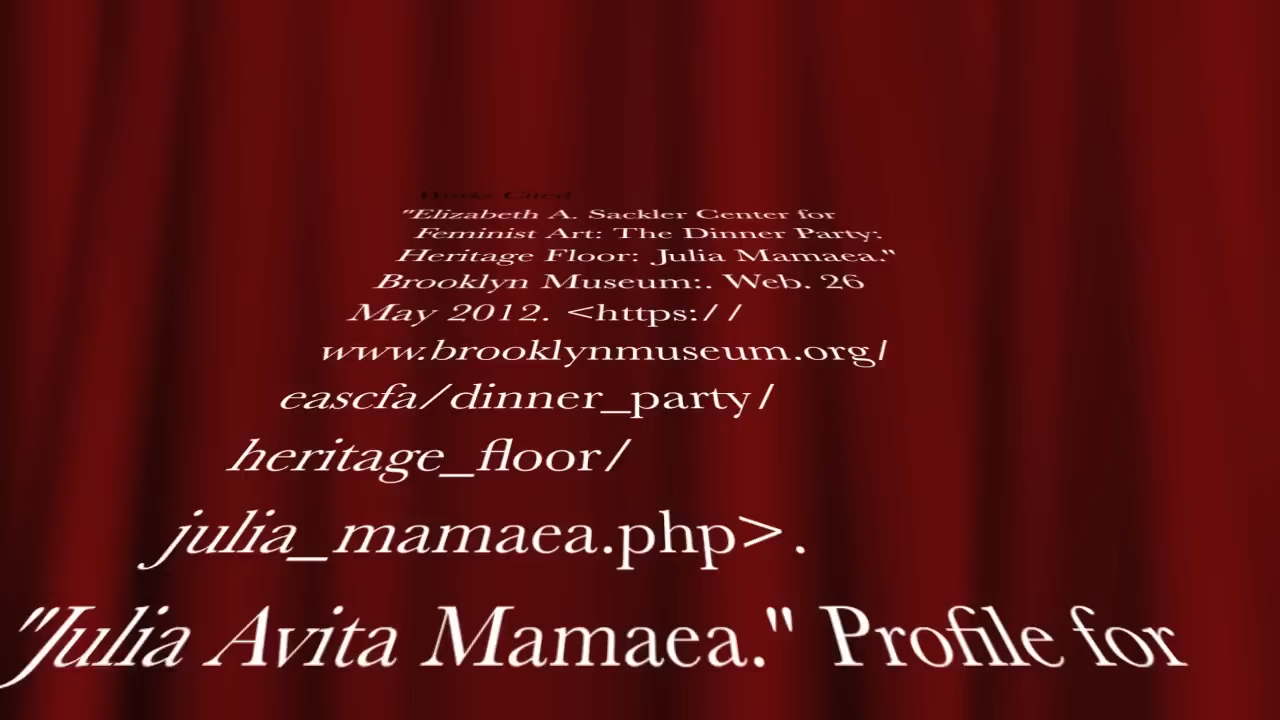 Works Cited
"Elizabeth A. Sackler Center for
Feminist Art: The Dinner Party:
Heritage Floor: Julia Mamaea."
Brooklyn Museum:. Web. 26
May 2012. <https://
www.brooklynmuseum.org/
eascfa/dinner_party/
heritage_floor/
julia_mamaea.php>.
"Julia Avita Mamaea." Profile for